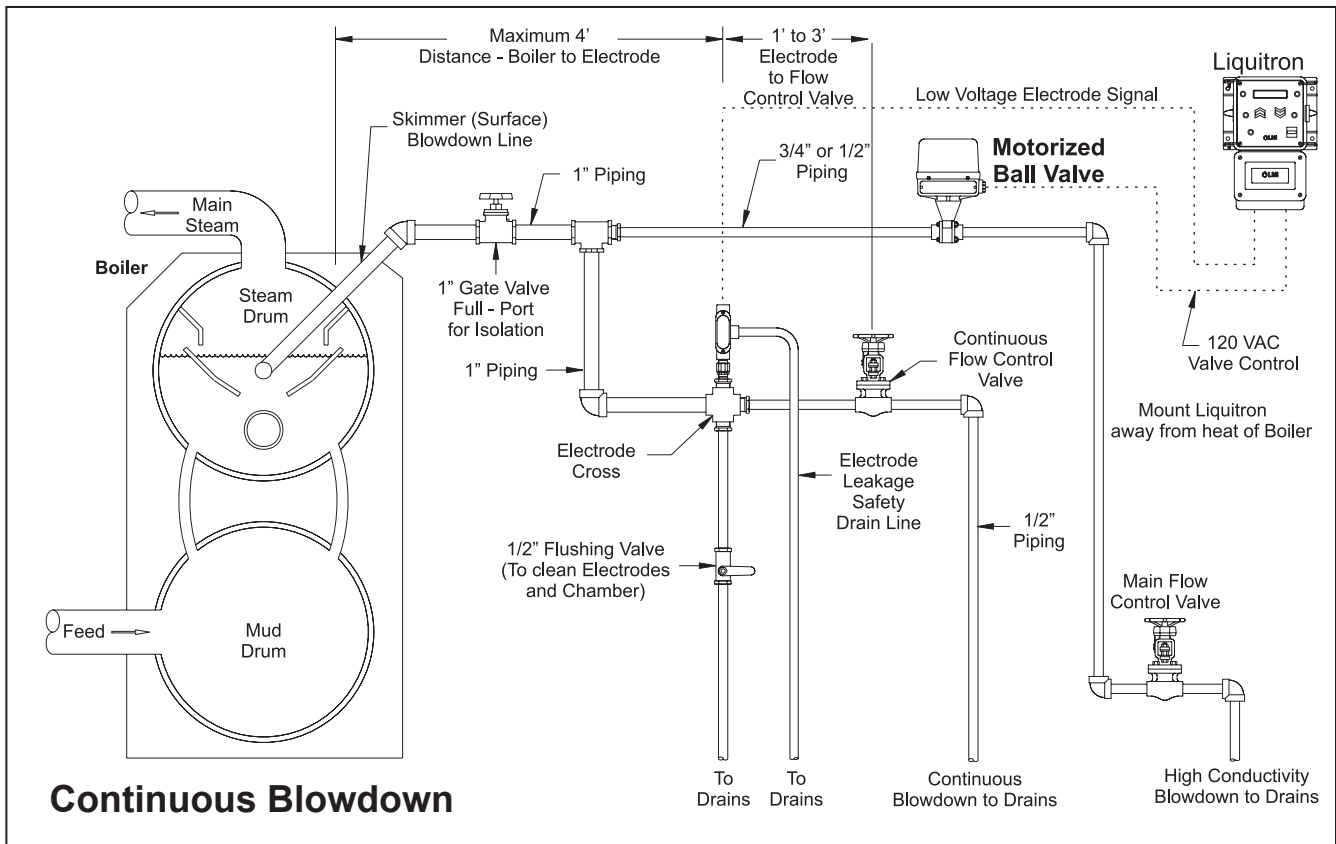 Maximum 4’
Distance - Boiler to Electrode
1’ to 3’
Electrode
to Flow
Control Valve
Liquitron
Low Voltage Electrode Signal
Skimmer (Surface)
Blowdown Line
3/4” or 1/2”
Piping
Motorized
Ball Valve
LMI
LMI
1” Piping
Main
Steam
Boiler
Steam
Drum
1” Gate Valve
Full - Port
for Isolation
1” Piping
Continuous
Flow Control
Valve
120 VAC
Valve Control
Mount Liquitron
away from heat of Boiler
Electrode
Cross
Electrode
Leakage
Safety
Drain Line
1/2”
Piping
1/2” Flushing Valve
(To clean Electrodes
and Chamber)
Main Flow
Control Valve
Feed
Mud
Drum
To
Drains
To
Drains
Continuous
Blowdown to Drains
High Conductivity
Blowdown to Drains
Continuous Blowdown